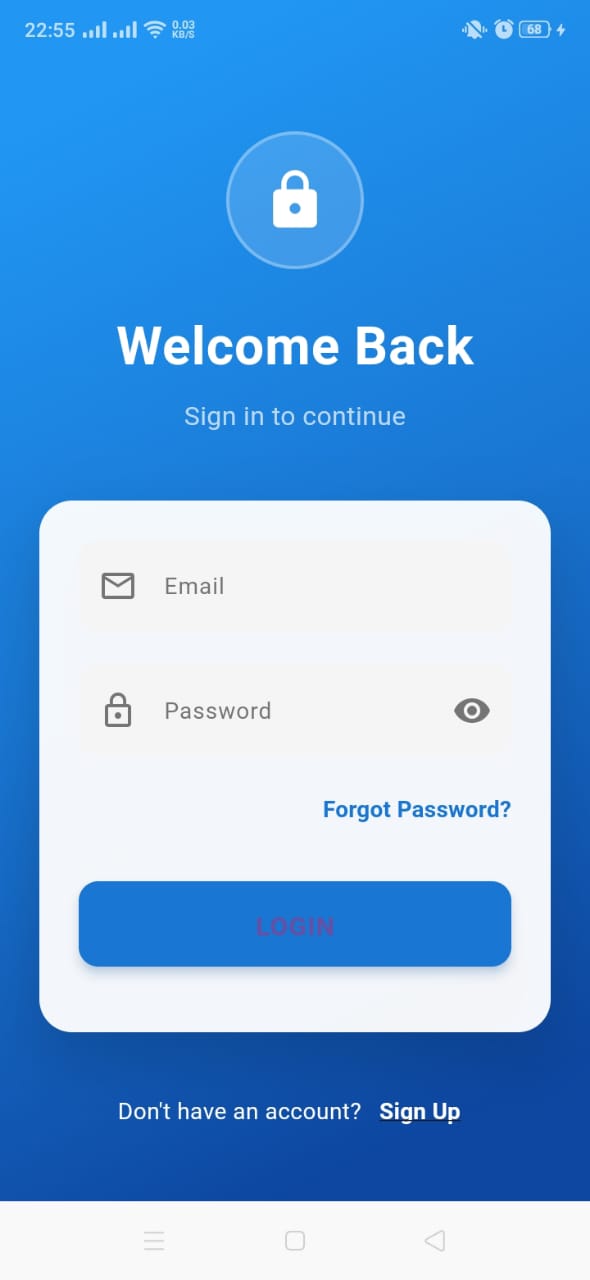 22:55 0.03 KB/S 68
Welcome Back
Sign in to continue
Email
Password
Forgot Password?
LOGIN
Don't have an account? Sign Up